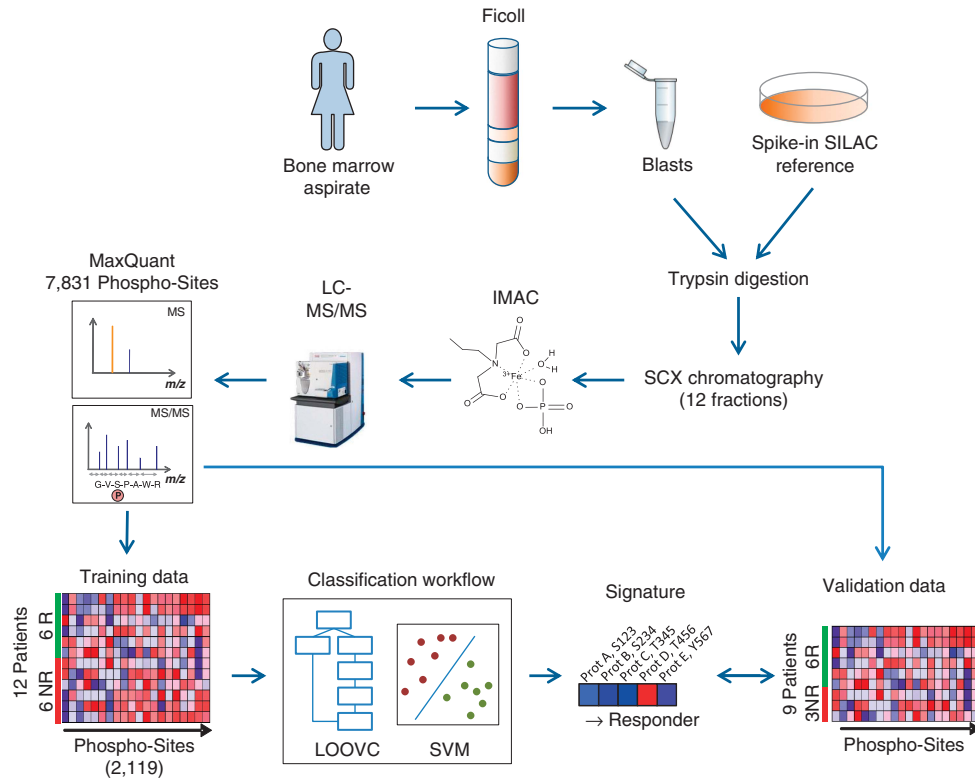 Ficoll
Bone marrow
aspirate
Blasts
Spike-in SILAC
reference
Trypsin digestion
SCX chromatography
(12 fractions)
IMAC
O
O
N
3+Fe
O
H
H
O
O
O
O
P
O
OH
LC-
MS/MS
MaxQuant
7,831 Phospho-Sites
MS
m/z
MS/MS
m/z
G-V-S-P-A-W-R
P
Training data
12 Patients
6 R
6 NR
Phospho-Sites
(2,119)
Classification workflow
LOOVC
SVM
Signature
Prot A, S123
Prot B, S234
Prot C, T345
Prot D, T456
Prot E, Y567
→ Responder
Validation data
9 Patients
6R
3NR
Phospho-Sites